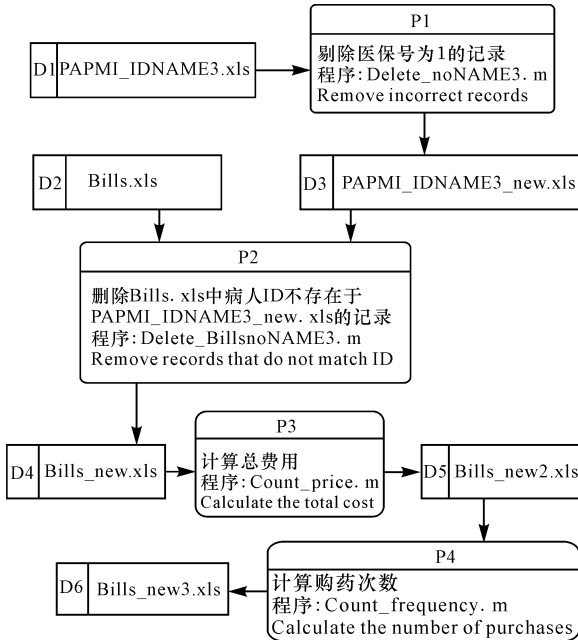 P1
剔除医保号为1的记录
程序:Delete_noNAME3. m
Remove incorrect records
D1 PAPMI_IDNAME3.xls
D2 Bills.xls
D3 PAPMI_IDNAME3_new.xls
P2
删除Bills. xls中病人ID不存在于
PAPMI_IDNAME3_new. xls的记录
程序:Delete_BillsnoNAME3. m
Remove records that do not match ID
P3
计算总费用
程序:Count_price. m
Calculate the total cost
D4 Bills_new.xls
D5 Bills_new2.xls
P4
计算购药次数
程序:Count_frequency. m
Calculate the number of purchases
D6 Bills_new3.xls